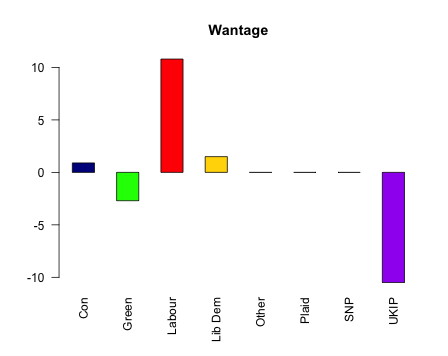 Wantage
10
5
0
-5
-10
Con
Green
Labour
Lib Dem
Other
Plaid
SNP
UKIP